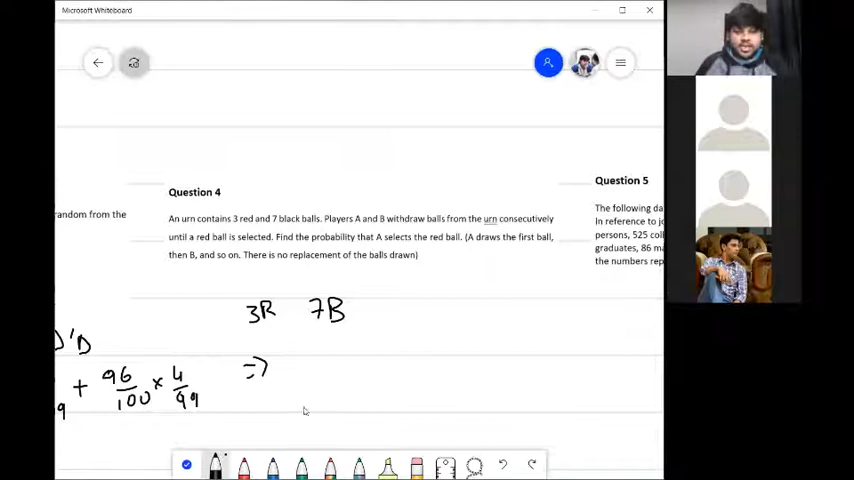 Microsoft Whiteboard
random from the
Question 4
An urn contains 3 red and 7 black balls. Players A and B withdraw balls from the urn consecutively
until a red ball is selected. Find the probability that A selects the red ball. (A draws the first ball,
then B, and so on. There is no replacement of the balls drawn)
Question 5
The following da
In reference to jo
persons, 525 coll
graduates, 86 ma
the numbers rep
3R 7B
D'D
9 + 96/100 × 4/99
=>